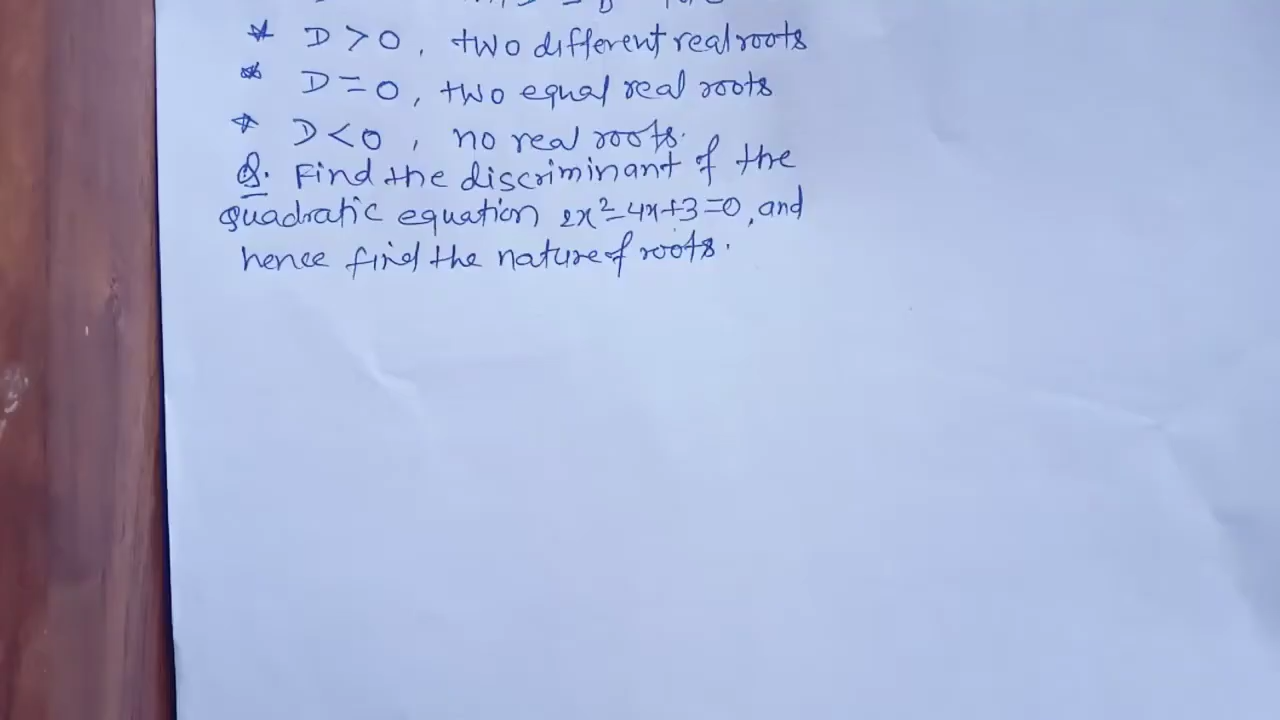 * D > 0, two different real roots
* D = 0, two equal real roots
* D < 0, no real roots.
Q. Find the discriminant of the
quadratic equation 2x²-4x+3=0, and
hence find the nature of roots.